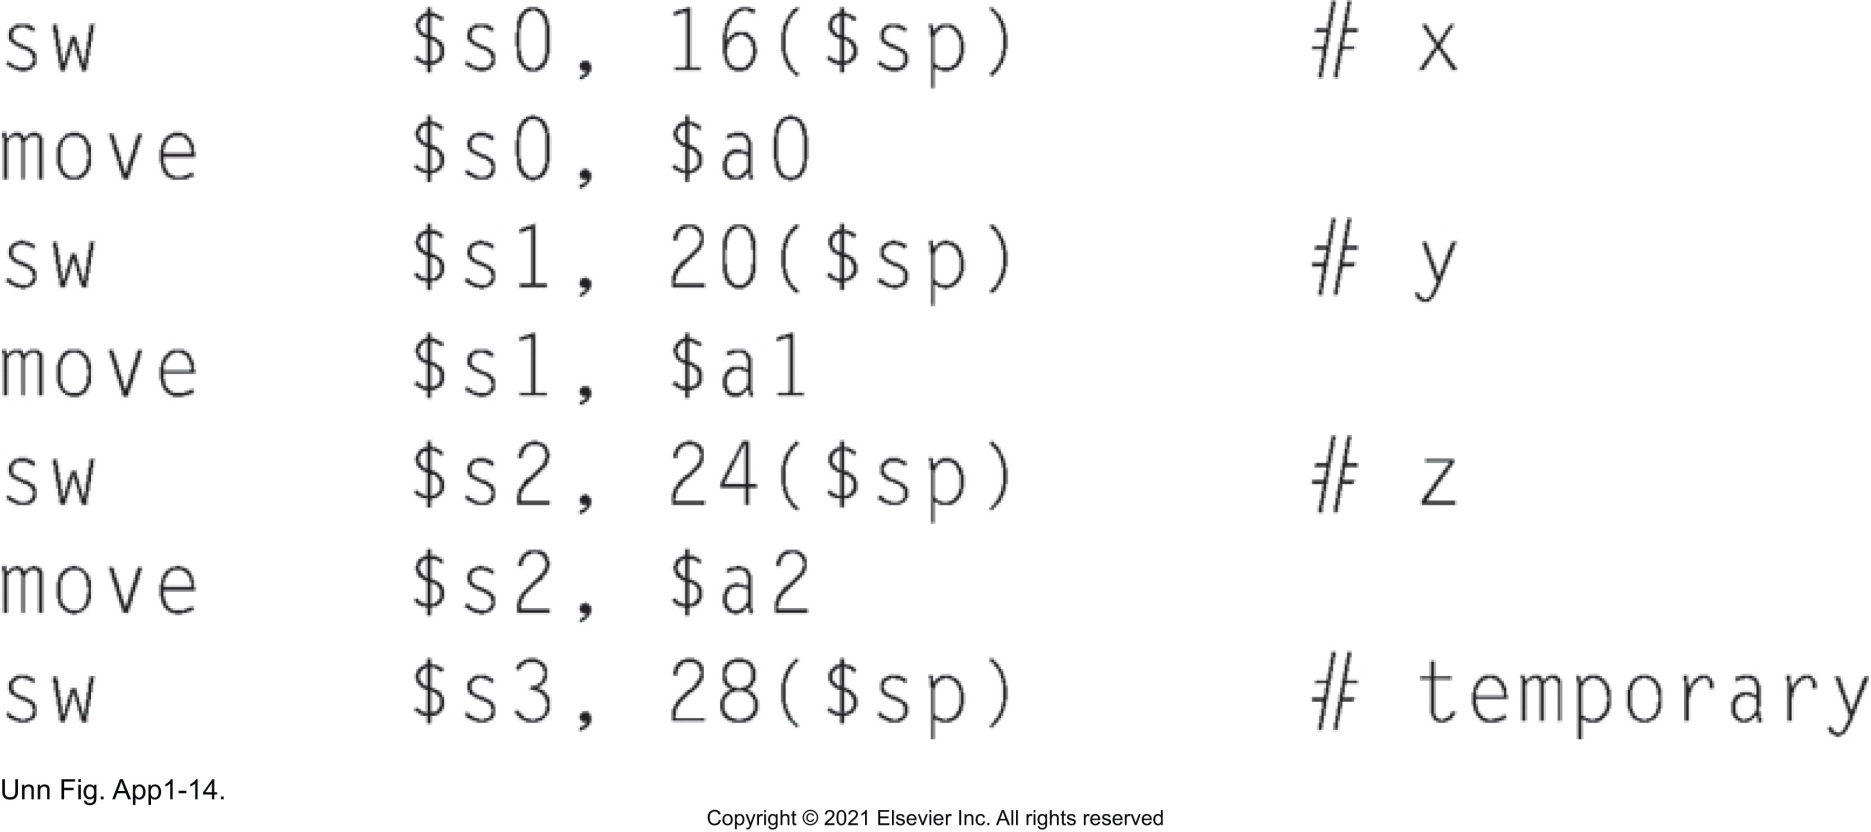 sw $s0, 16($sp) # x
move $s0, $a0
sw $s1, 20($sp) # y
move $s1, $a1
sw $s2, 24($sp) # z
move $s2, $a2
sw $s3, 28($sp) # temporary
Unn Fig. App1-14.
Copyright © 2021 Elsevier Inc. All rights reserved